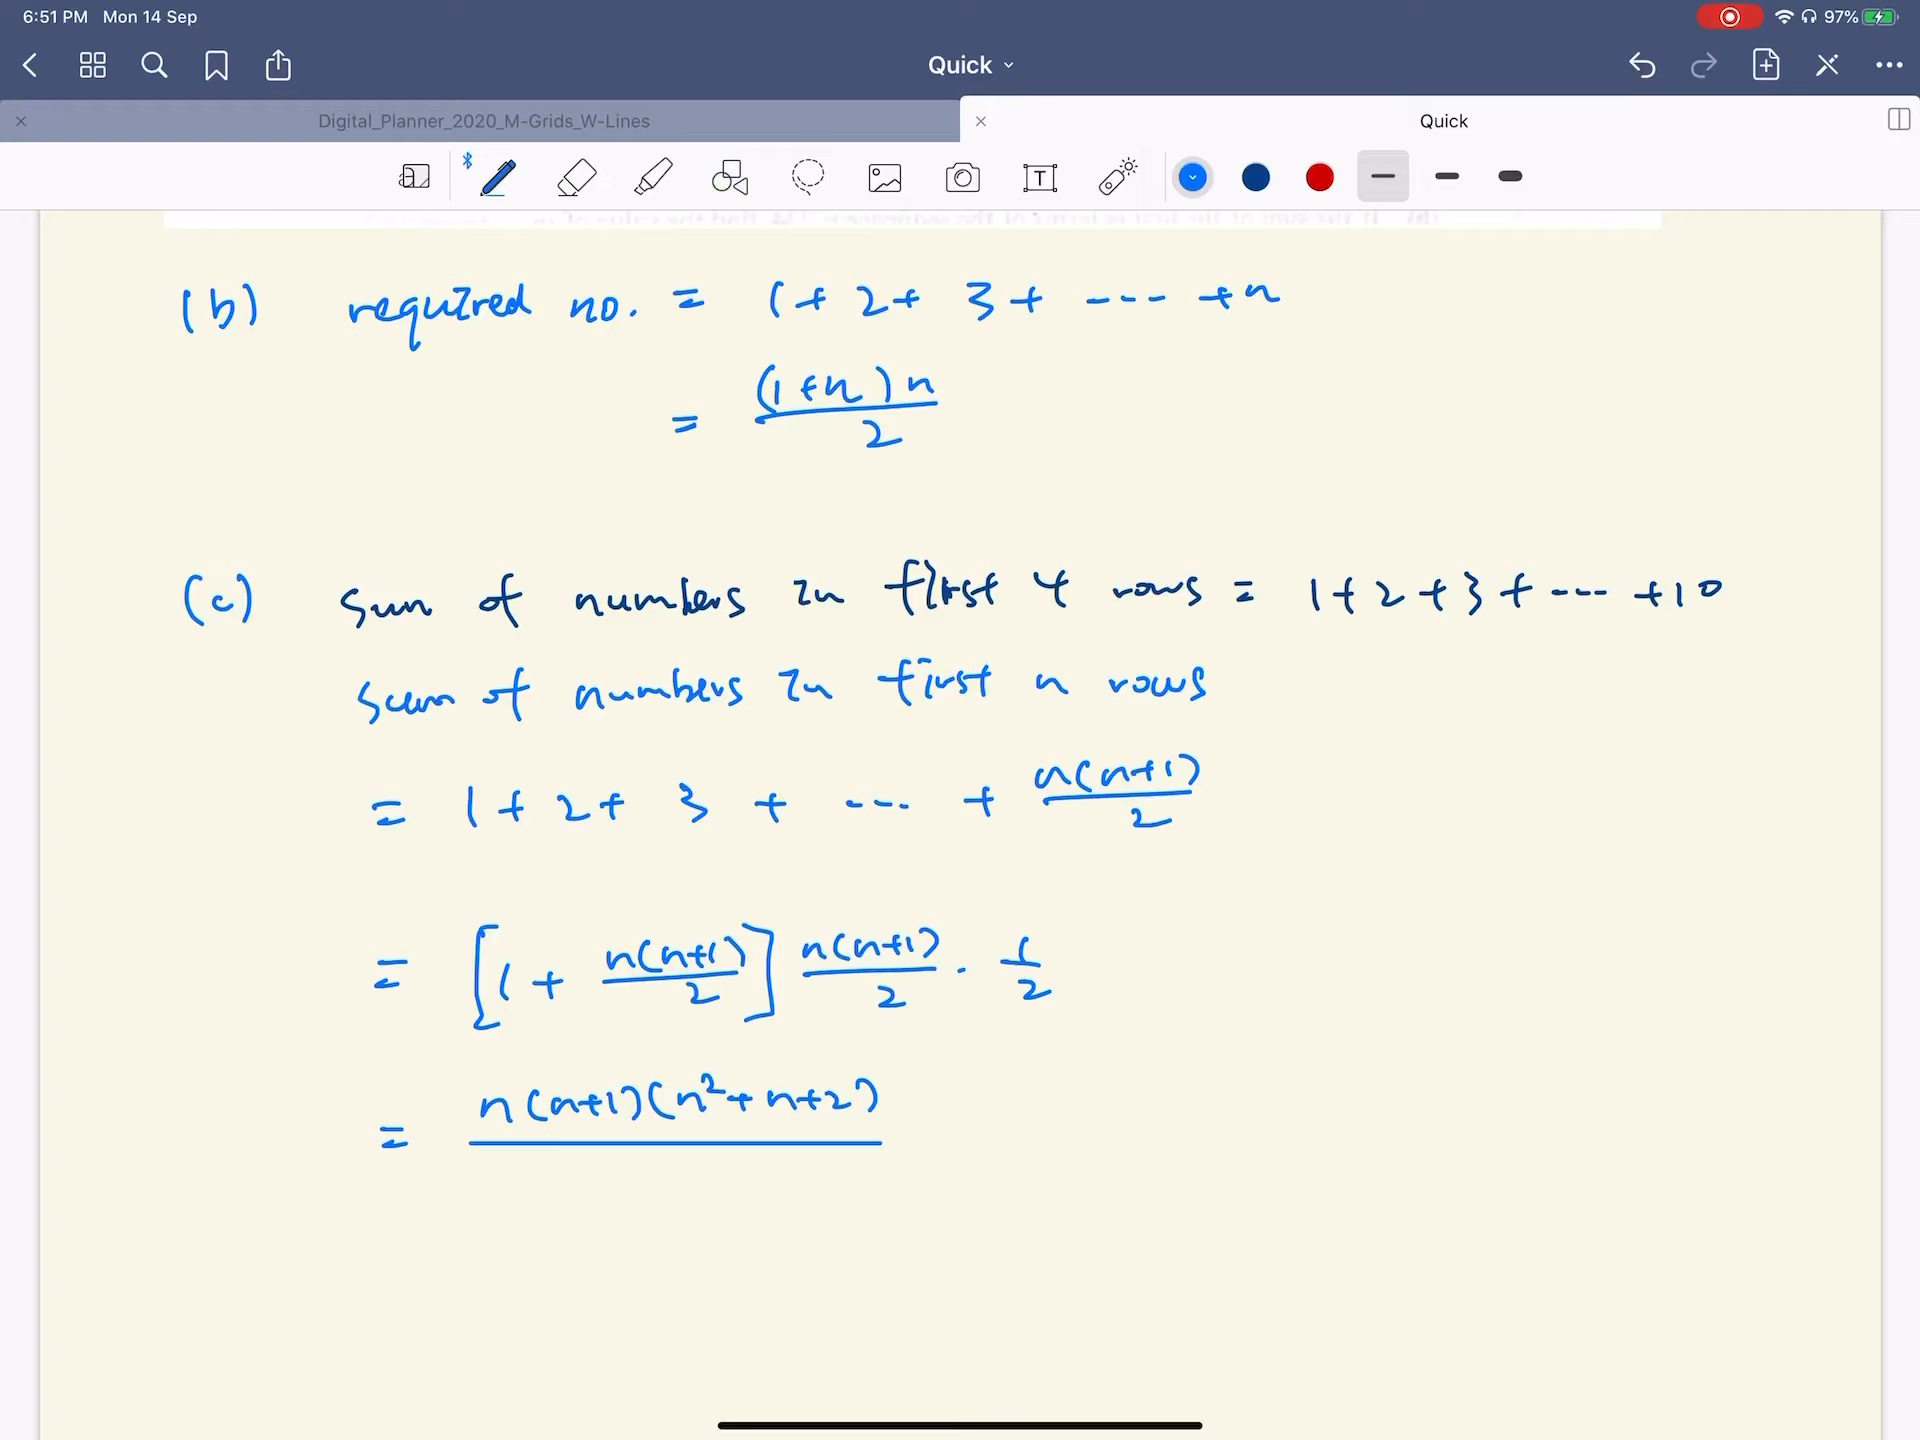 6:51 PM Mon 14 Sep
97%
Quick
Digital_Planner_2020_M-Grids_W-Lines
Quick
(b) required no. = 1 + 2 + 3 + --- + n
= (1+n)n/2
(c) sum of numbers in first 4 rows = 1 + 2 + 3 + --- + 10
sum of numbers in first n rows
= 1 + 2 + 3 + --- + n(n+1)/2
= [1 + n(n+1)/2] n(n+1)/2 · 1/2
= n(n+1)(n²+n+2)